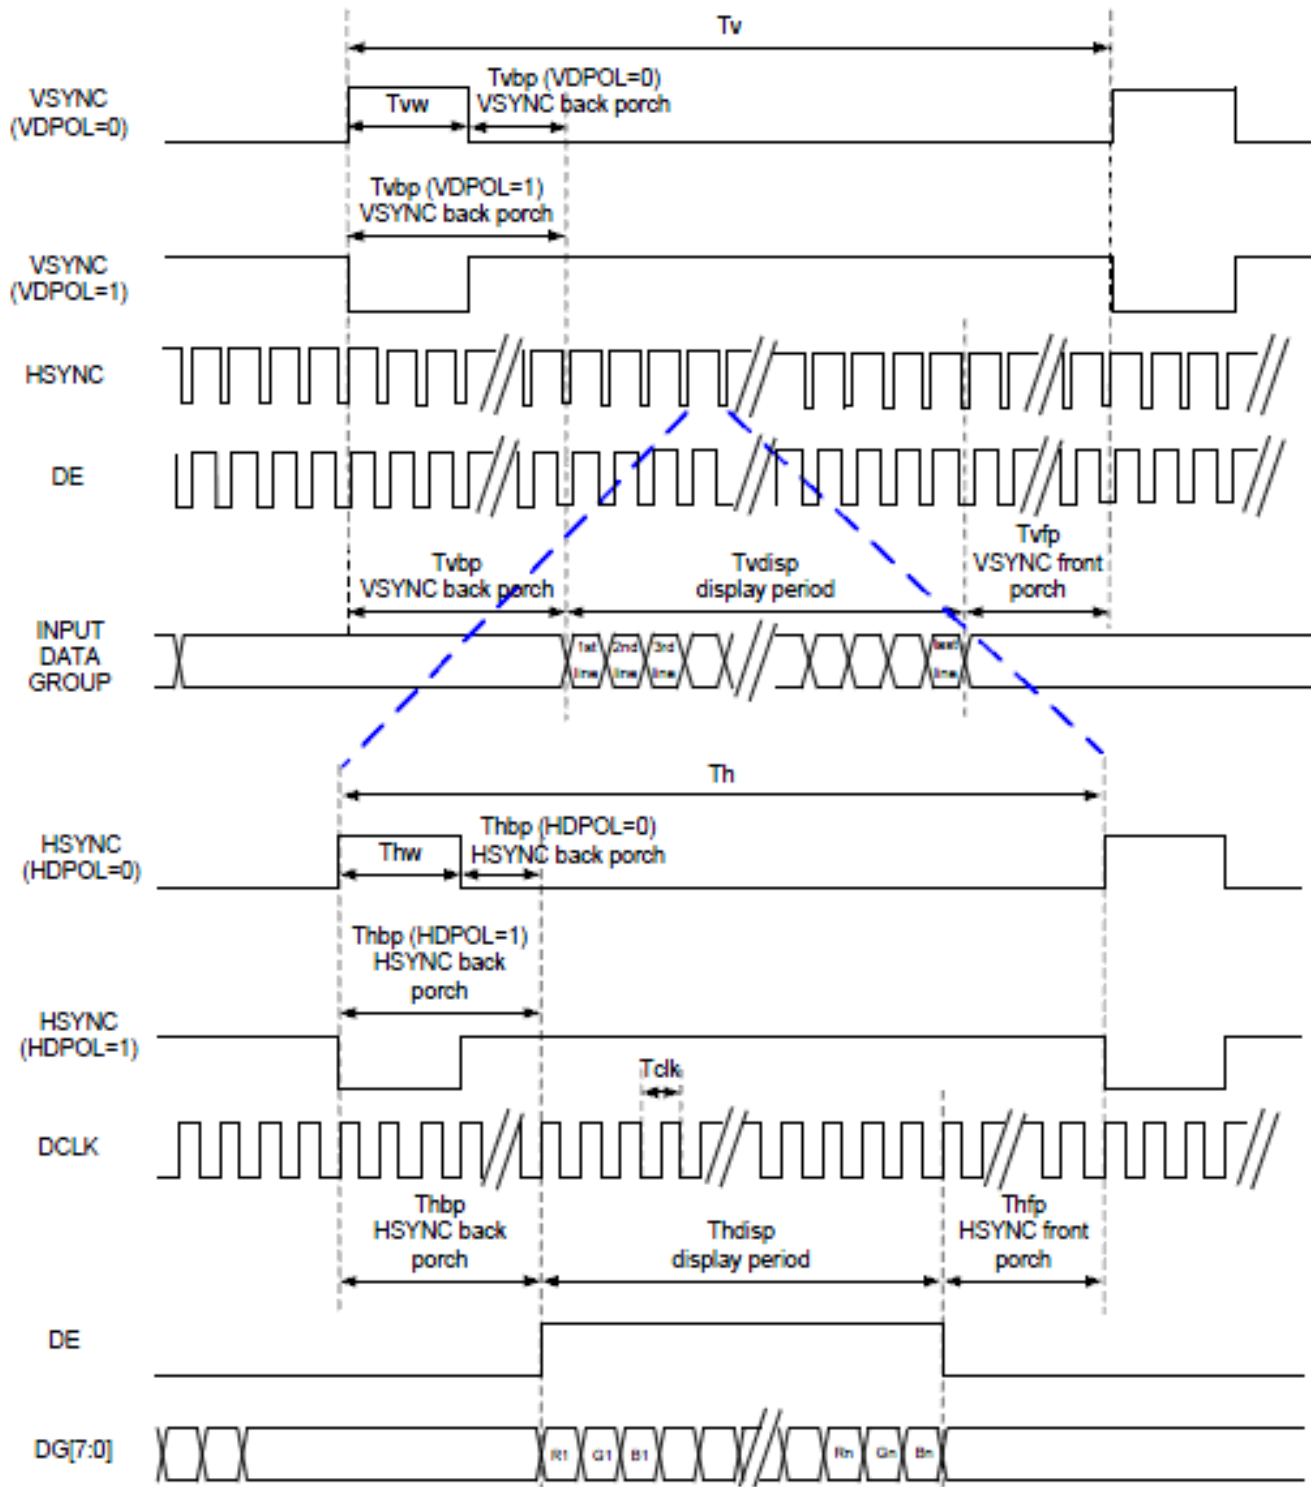 Tv
VSYNC
(VDPOL=0)
Tvw
Tvbp (VDPOL=0)
VSYNC back porch
Tvbp (VDPOL=1)
VSYNC back porch
VSYNC
(VDPOL=1)
HSYNC
DE
Tvbp
VSYNC back porch
Tvdisp
display period
Tvfp
VSYNC front
porch
INPUT
DATA
GROUP
1st
line
2nd
line
3rd
line
last
line
Th
HSYNC
(HDPOL=0)
Thw
Thbp (HDPOL=0)
HSYNC back porch
Thbp (HDPOL=1)
HSYNC back
porch
HSYNC
(HDPOL=1)
Tclk
DCLK
Thbp
HSYNC back
porch
Thdisp
display period
Thfp
HSYNC front
porch
DE
DG[7:0]
R1
G1
B1
Rn
Gn
Bn